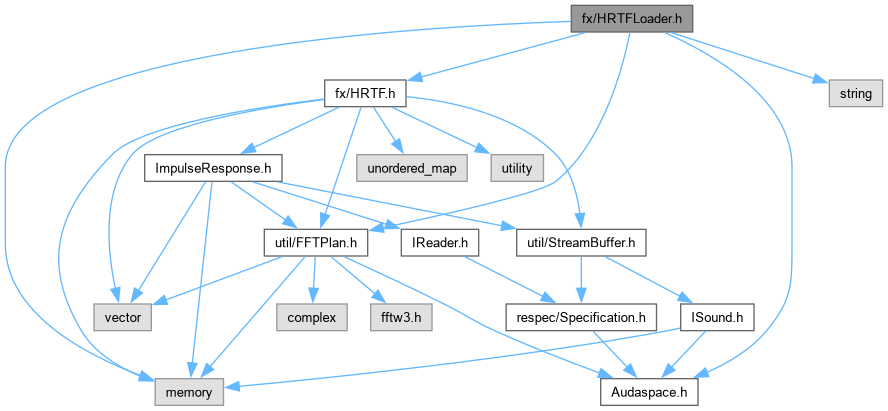 fx/HRTFLoader.h
fx/HRTF.h
string
ImpulseResponse.h
unordered_map
utility
util/FFTPlan.h
IReader.h
util/StreamBuffer.h
vector
complex
fftw3.h
respec/Specification.h
ISound.h
memory
Audaspace.h